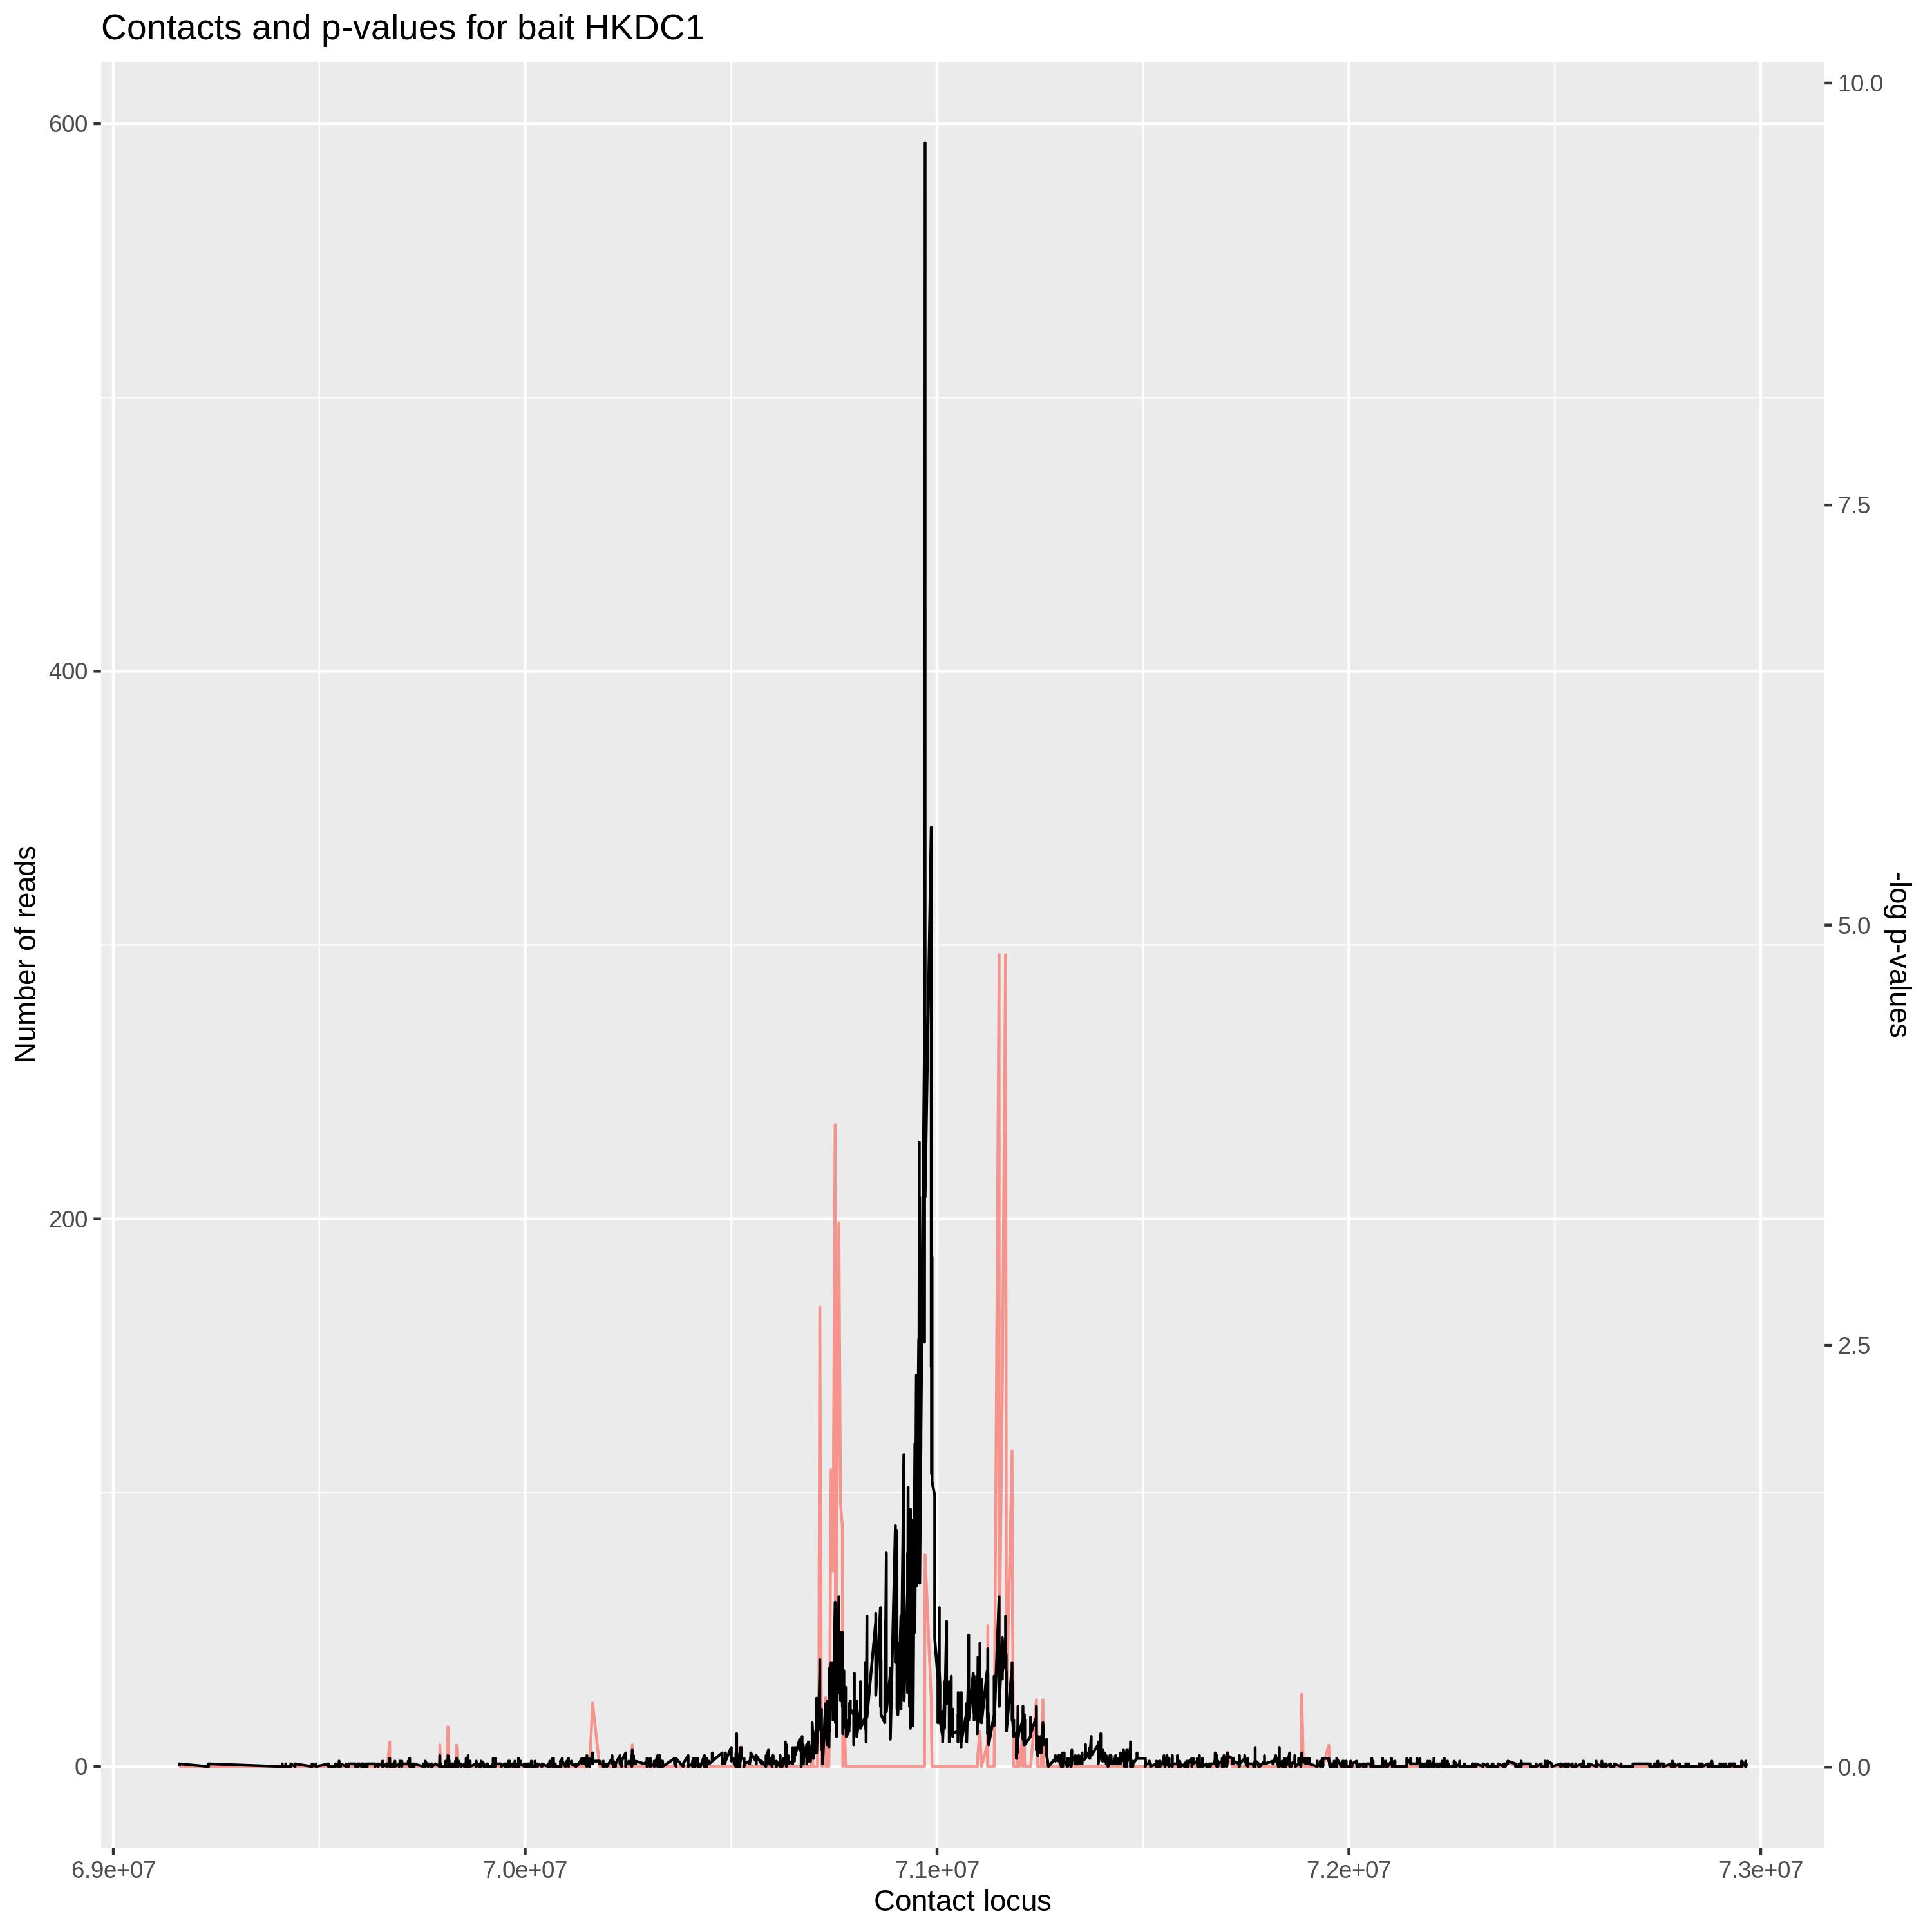 Contacts and p-values for bait HKDC1
600
400
200
0
Number of reads
10.0
7.5
5.0
2.5
0.0
-log p-values
6.9e+07
7.0e+07
7.1e+07
7.2e+07
7.3e+07
Contact locus